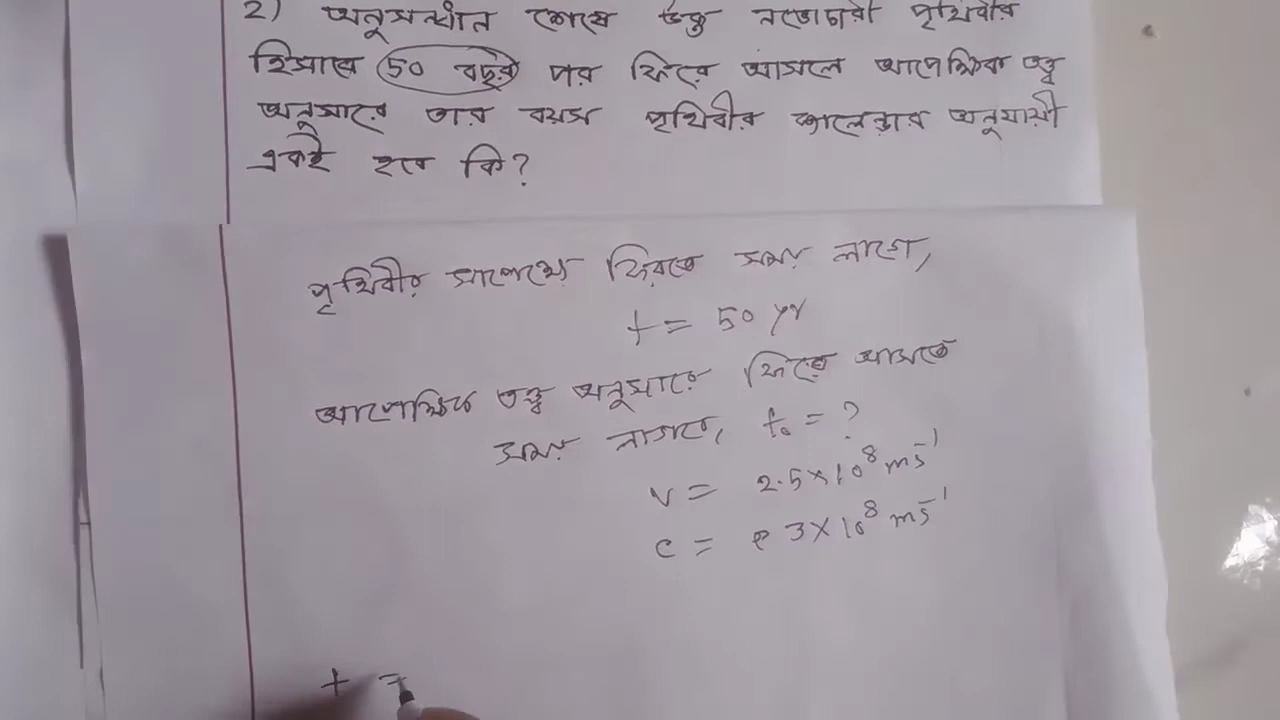 2) অনুসন্ধান শেষে উক্ত নভোচারী পৃথিবীর
হিসাবে 50 বছর পর ফিরে আসলে আপেক্ষিক তত্ত্ব
অনুসারে তার বয়স পৃথিবীর ক্যালেন্ডার অনুযায়ী
একই হবে কি?
পৃথিবীর সাপেক্ষে ফিরতে সময় লাগে,
t = 50 yr
আপেক্ষিক তত্ত্ব অনুসারে ফিরে আসতে
সময় লাগবে, t₀ = ?
v = 2.5×10⁸ ms⁻¹
c = 3×10⁸ ms⁻¹
t =